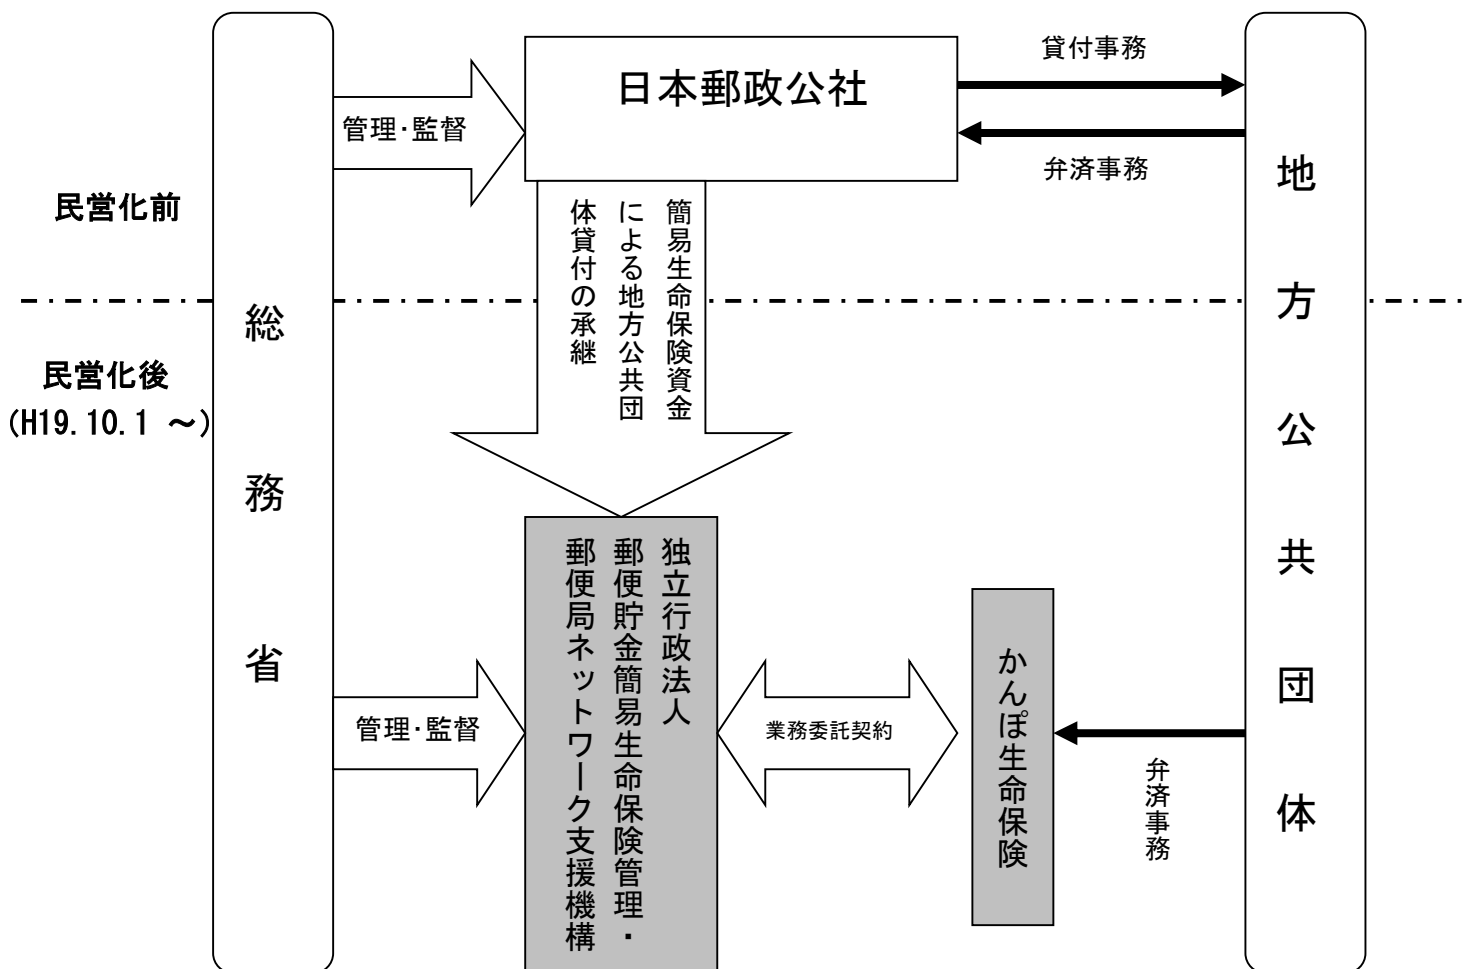 日本郵政公社
貸付事務
管理・監督
弁済事務
民営化前
簡易生命保険資金
による地方公共団
体貸付の承継
総務省
地方公共団体
民営化後
(H19.10.1 ～)
独立行政法人
郵便貯金簡易生命保険管理・
郵便局ネットワーク支援機構
管理・監督
業務委託契約
かんぽ生命保険
弁済事務